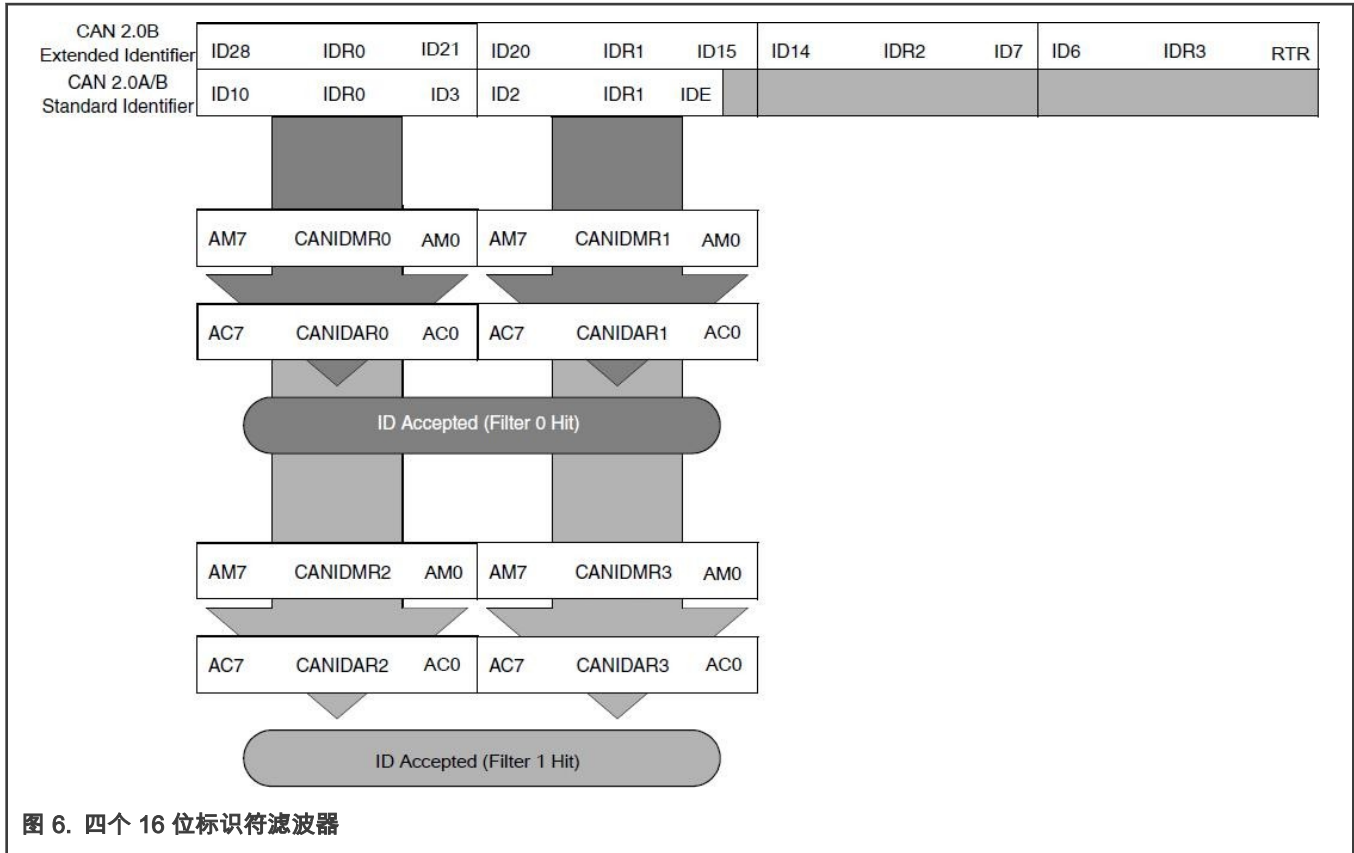 CAN 2.0B
Extended Identifier ID28 IDR0 ID21 ID20 IDR1 ID15 ID14 IDR2 ID7 ID6 IDR3 RTR
CAN 2.0A/B
Standard Identifier ID10 IDR0 ID3 ID2 IDR1 IDE
AM7 CANIDMR0 AM0 AM7 CANIDMR1 AM0
AC7 CANIDAR0 AC0 AC7 CANIDAR1 AC0
ID Accepted (Filter 0 Hit)
AM7 CANIDMR2 AM0 AM7 CANIDMR3 AM0
AC7 CANIDAR2 AC0 AC7 CANIDAR3 AC0
ID Accepted (Filter 1 Hit)
图 6. 四个 16 位标识符滤波器